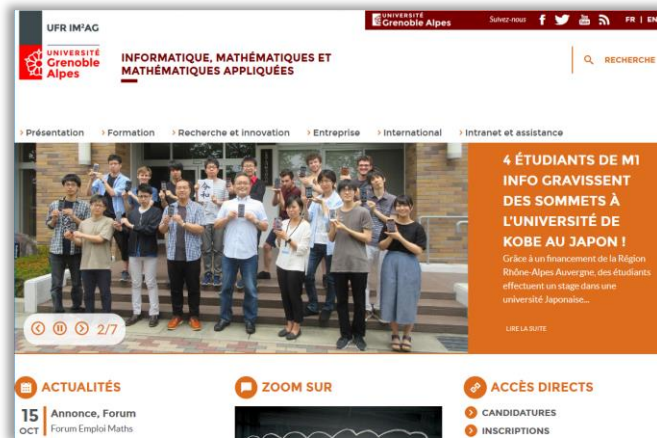 UFR IM²AG
UNIVERSITÉ
Grenoble
Alpes
UNIVERSITÉ
Grenoble Alpes
Suivez-nous
FR | EN
INFORMATIQUE, MATHÉMATIQUES ET
MATHÉMATIQUES APPLIQUÉES
RECHERCHE
› Présentation › Formation › Recherche et innovation › Entreprise › International › Intranet et assistance
4 ÉTUDIANTS DE M1
INFO GRAVISSENT
DES SOMMETS À
L'UNIVERSITÉ DE
KOBE AU JAPON !
Grâce à un financement de la Région
Rhône-Alpes Auvergne, des étudiants
effectuent un stage dans une
université Japonaise...
LIRE LA SUITE
2/7
ACTUALITÉS
15
OCT
Annonce, Forum
Forum Emploi Maths
ZOOM SUR
ACCÈS DIRECTS
CANDIDATURES
INSCRIPTIONS